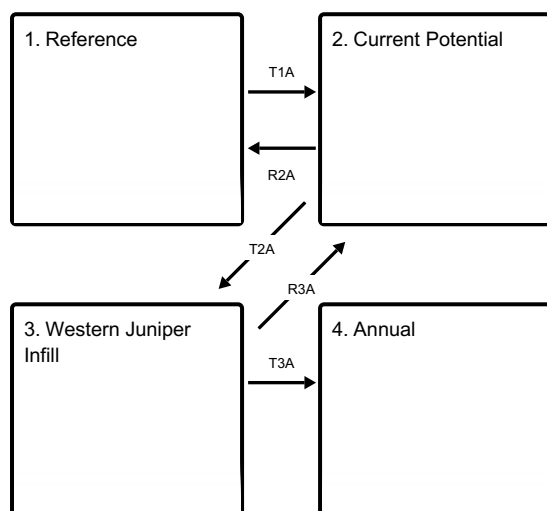 1. Reference
2. Current Potential
T1A
R2A
T2A
R3A
3. Western Juniper
Infill
4. Annual
T3A